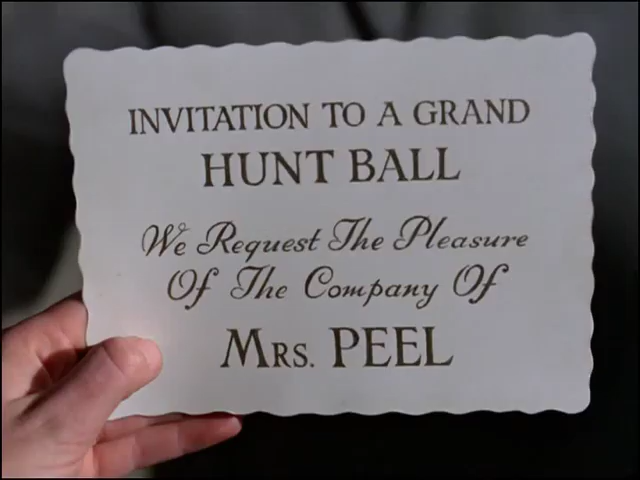 INVITATION TO A GRAND
HUNT BALL
We Request The Pleasure
Of The Company Of
MRS. PEEL